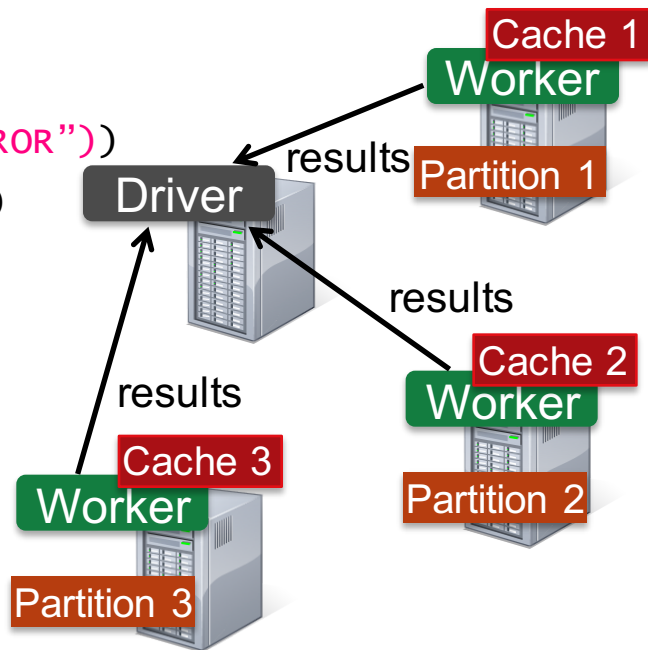 Cache 1
Worker
ROR”))
results
Partition 1
)
Driver
results
Cache 2
Worker
results
Cache 3
Partition 2
Worker
Partition 3